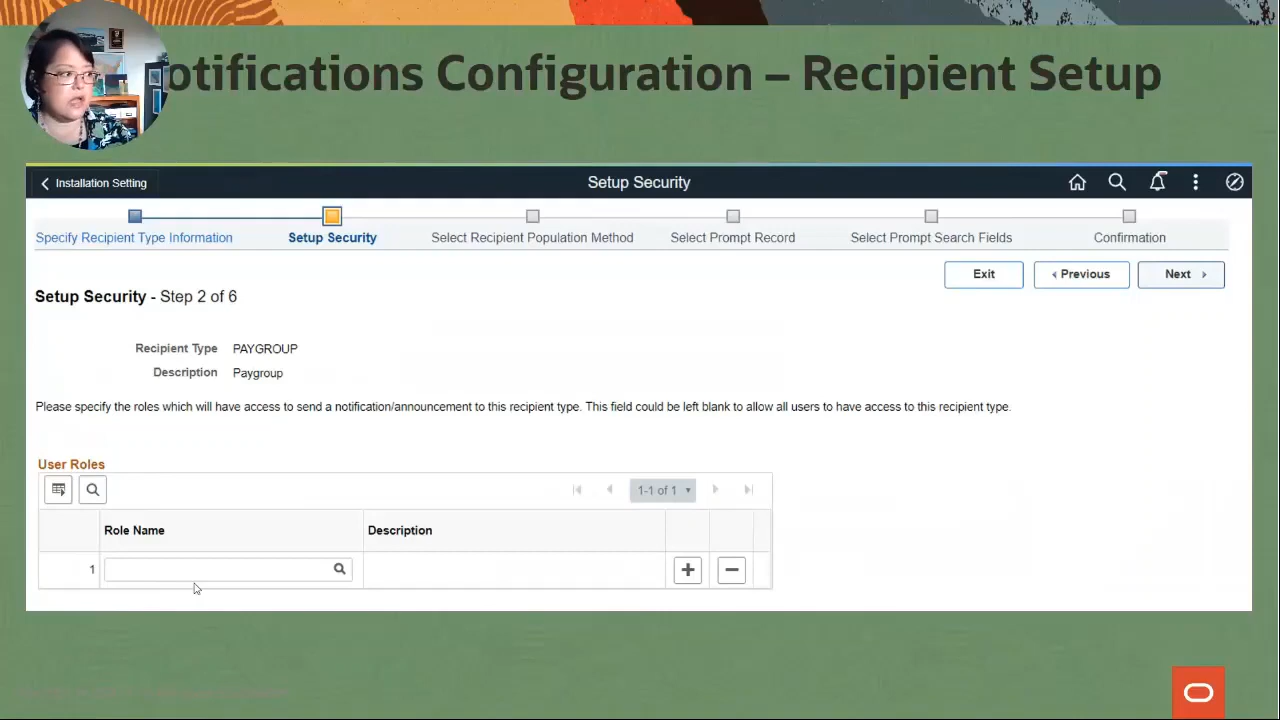 otifications Configuration – Recipient Setup
Installation Setting
Setup Security
Specify Recipient Type Information
Setup Security
Select Recipient Population Method
Select Prompt Record
Select Prompt Search Fields
Confirmation
Exit
Previous
Next
Setup Security - Step 2 of 6
Recipient Type PAYGROUP
Description Paygroup
Please specify the roles which will have access to send a notification/announcement to this recipient type. This field could be left blank to allow all users to have access to this recipient type.
User Roles
1-1 of 1
Role Name Description
1